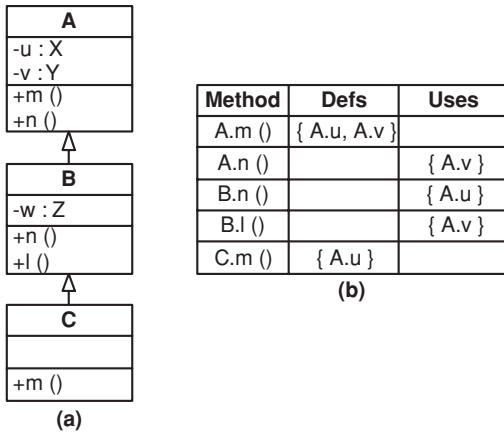 A
-u : X
-v : Y
+m ()
+n ()
B
-w : Z
+n ()
+l ()
C
+m ()
(a)
Method Defs Uses
A.m () { A.u, A.v }
A.n () { A.v }
B.n () { A.u }
B.l () { A.v }
C.m () { A.u }
(b)